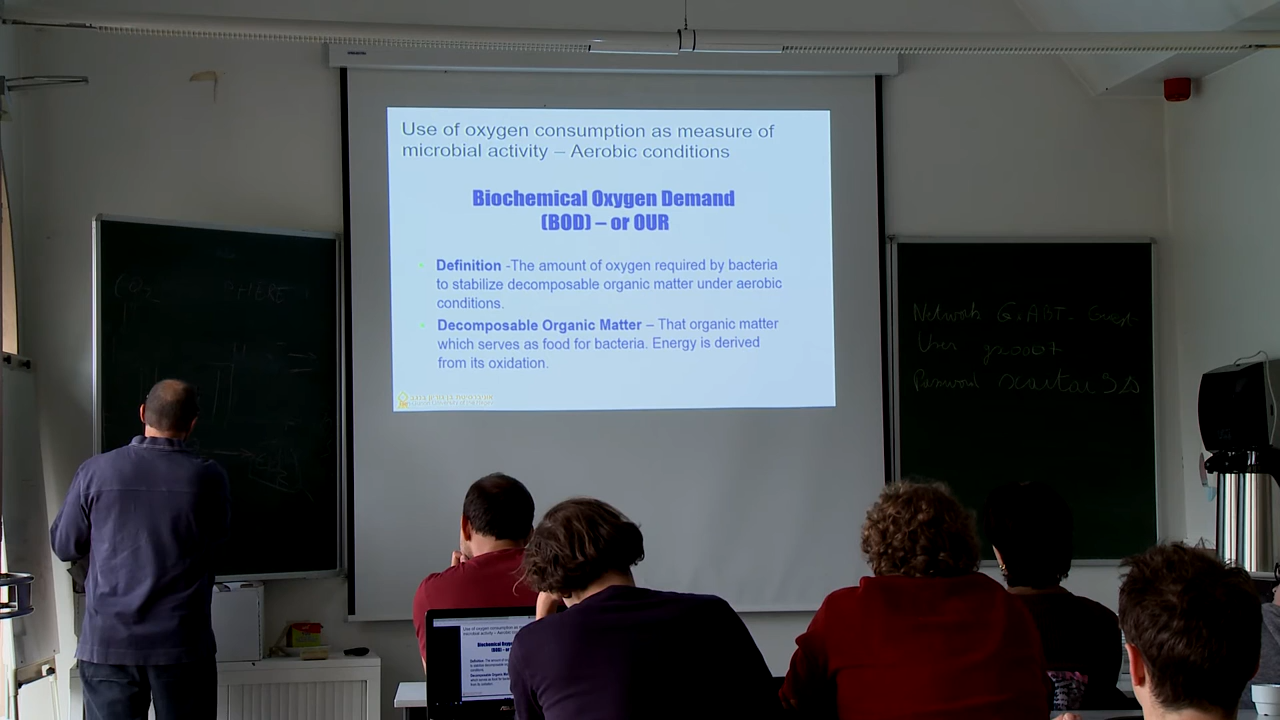 Use of oxygen consumption as measure of
microbial activity – Aerobic conditions
Biochemical Oxygen Demand
(BOD) – or OUR
Definition -The amount of oxygen required by bacteria
to stabilize decomposable organic matter under aerobic
conditions.
Decomposable Organic Matter – That organic matter
which serves as food for bacteria. Energy is derived
from its oxidation.
HERE
Network
User
Password